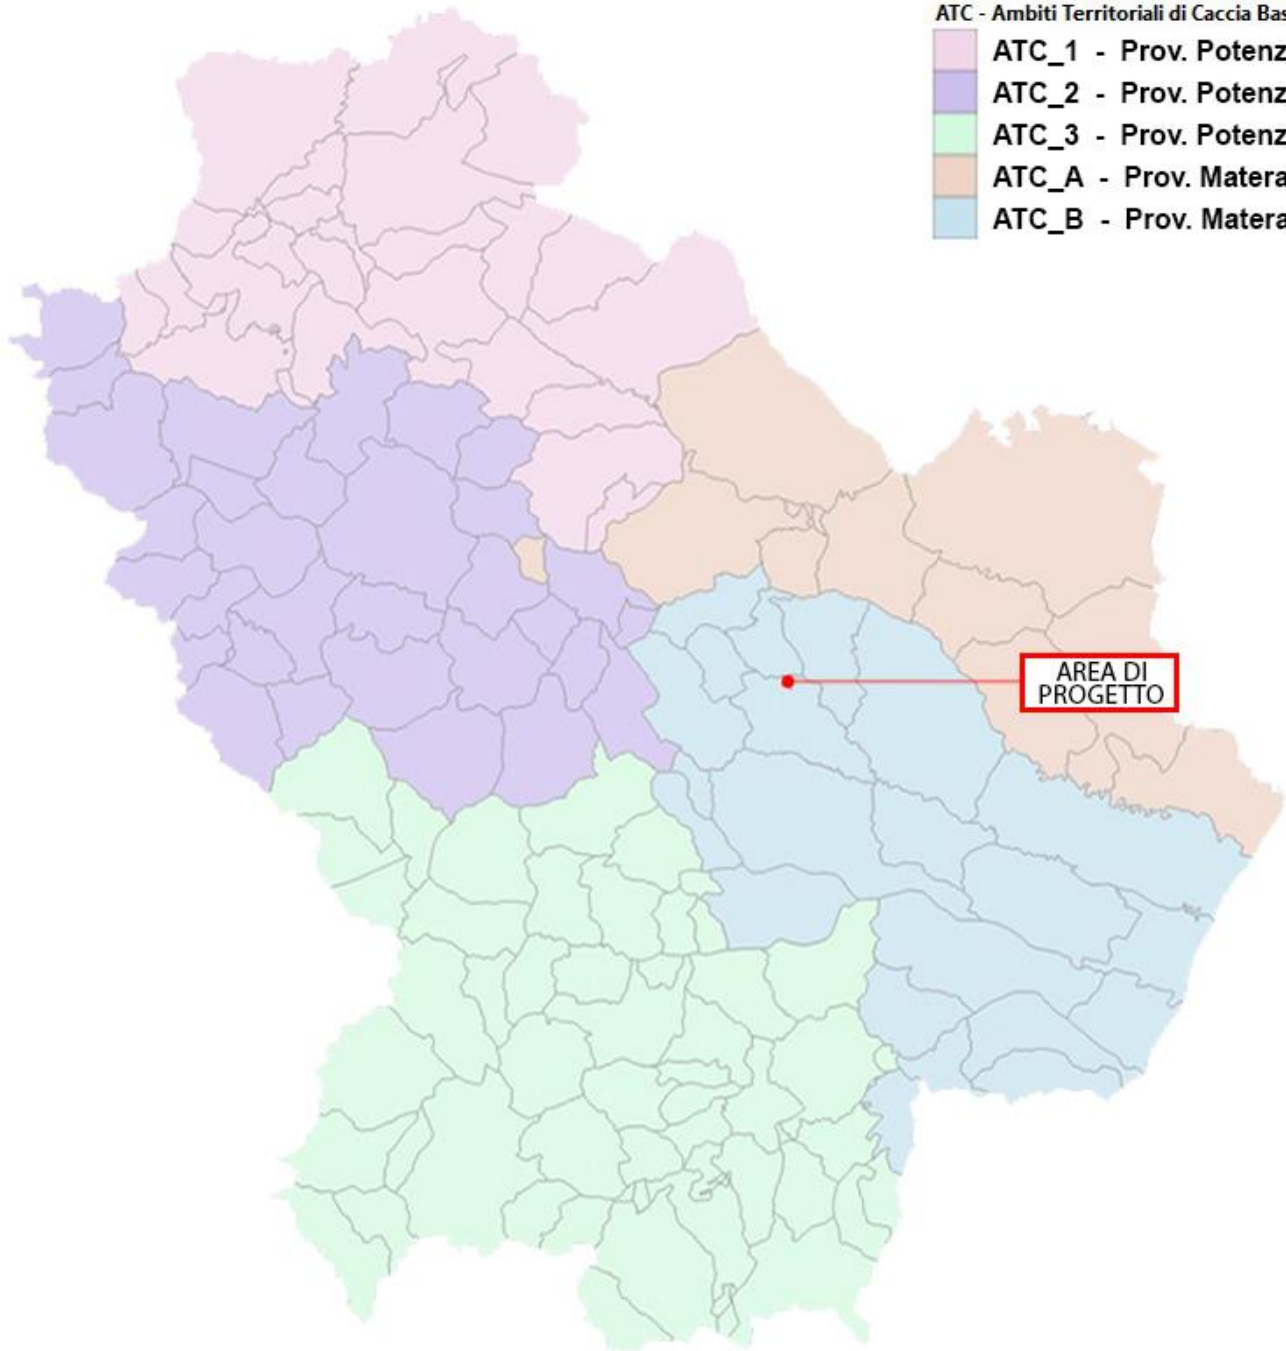 ATC - Ambiti Territoriali di Caccia Bas
ATC_1 - Prov. Potenz
ATC_2 - Prov. Potenz
ATC_3 - Prov. Potenz
ATC_A - Prov. Matera
ATC_B - Prov. Matera
AREA DI
PROGETTO